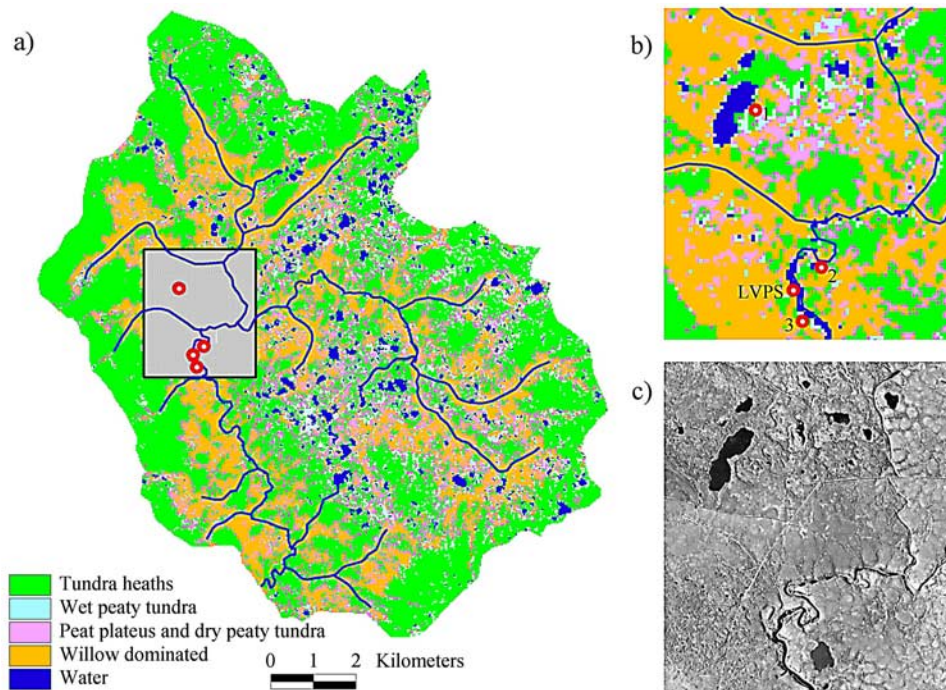 a)
b)
1
2
LVPS
3
c)
Tundra heaths
Wet peaty tundra
Peat plateus and dry peaty tundra
Willow dominated
Water
0 1 2 Kilometers